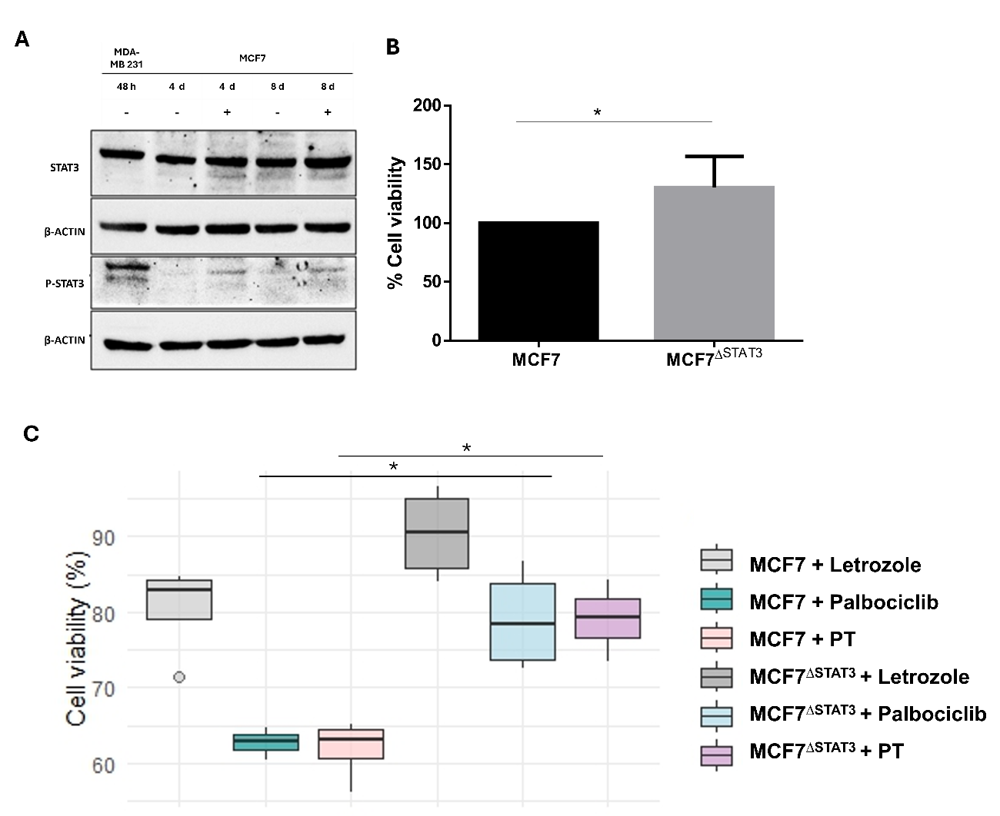 A
MDA-
MB 231
MCF7
48 h 4 d 4 d 8 d 8 d
- - + - +
STAT3
β-ACTIN
P-STAT3
β-ACTIN
B
% Cell viability
200
150
100
50
0
*
MCF7 MCF7ΔSTAT3
C
*
*
Cell viability (%)
90
80
70
60
MCF7 + Letrozole
MCF7 + Palbociclib
MCF7 + PT
MCF7ΔSTAT3 + Letrozole
MCF7ΔSTAT3 + Palbociclib
MCF7ΔSTAT3 + PT